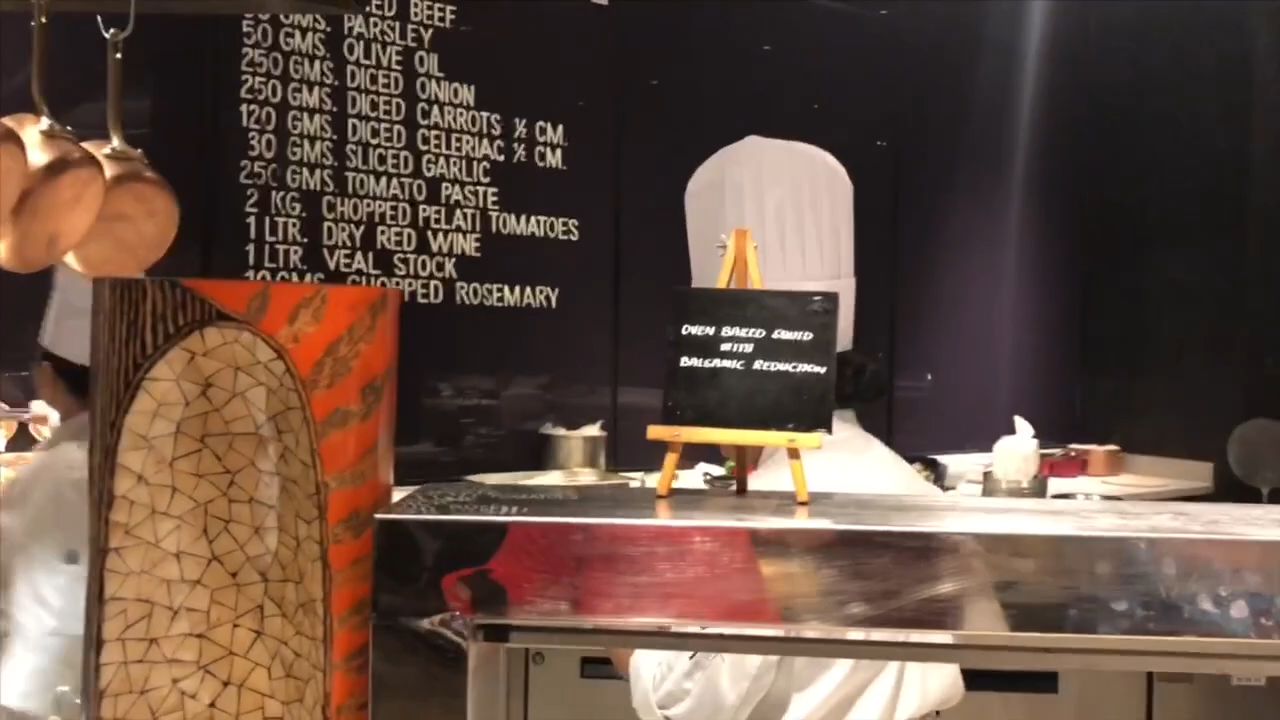 BEEF
50 GMS. PARSLEY
250 GMS. OLIVE OIL
250 GMS. DICED ONION
120 GMS. DICED CARROTS ½ CM.
30 GMS. DICED CELERIAC ½ CM.
250 GMS. SLICED GARLIC
2 KG. TOMATO PASTE
1 LTR. CHOPPED PELATI TOMATOES
1 LTR. DRY RED WINE
10 GMS. VEAL STOCK
CHOPPED ROSEMARY
OVEN BAKED SQUID
WITH
BALSAMIC REDUCTION